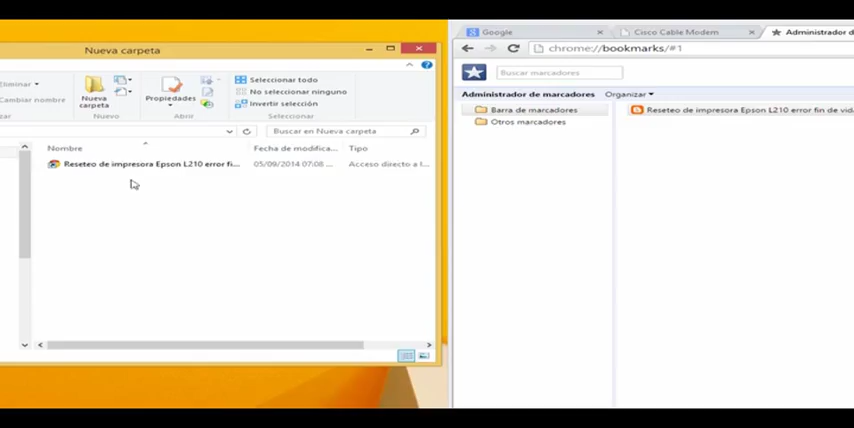 Nueva carpeta
Eliminar
Cambiar nombre
Nueva carpeta
Nuevo
Propiedades
Abrir
Seleccionar todo
No seleccionar ninguno
Invertir selección
Seleccionar
Buscar en Nueva carpeta
Nombre
Fecha de modifica...
Tipo
Reseteo de impresora Epson L210 error fi...
05/09/2014 07:08 ...
Acceso directo a I...
Google
Cisco Cable Modem
Administrador de
chrome://bookmarks/#1
Buscar marcadores
Administrador de marcadores
Organizar
Barra de marcadores
Otros marcadores
Reseteo de impresora Epson L210 error fin de vid